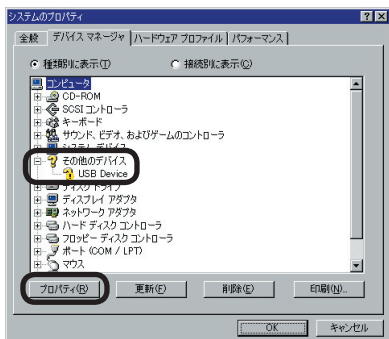 システムのプロパティ
全般 デバイス マネージャ ハードウェア プロファイル パフォーマンス
種類別に表示(T) 接続別に表示(C)
コンピュータ
CD-ROM
SCSI コントローラ
キーボード
サウンド、ビデオ、およびゲームのコントローラ
システム デバイス
その他のデバイス
USB Device
ディスク ドライブ
ディスプレイ アダプタ
ネットワーク アダプタ
ハード ディスク コントローラ
フロッピー ディスク コントローラ
ポート (COM / LPT)
マウス
プロパティ(R) 更新(F) 削除(E) 印刷(N)...
OK キャンセル